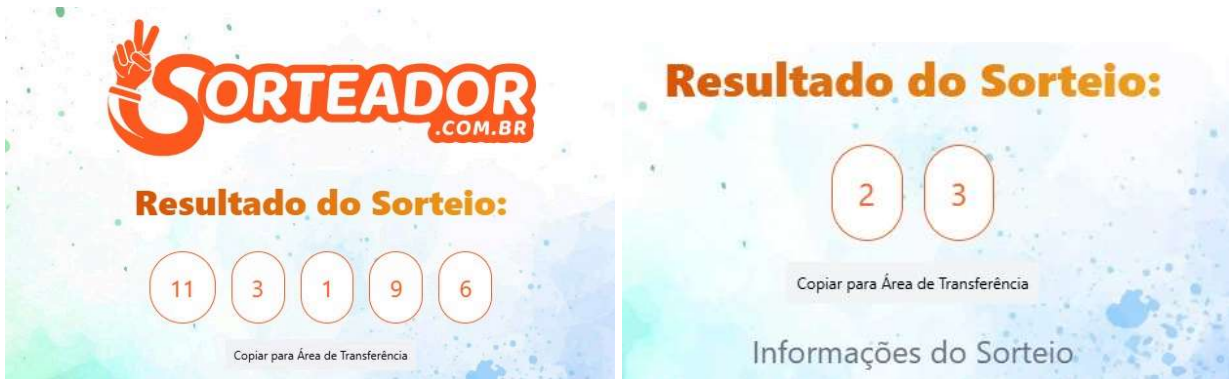 SORTEADOR
.COM.BR
Resultado do Sorteio:
11 3 1 9 6
Copiar para Área de Transferência
Resultado do Sorteio:
2 3
Copiar para Área de Transferência
Informações do Sorteio